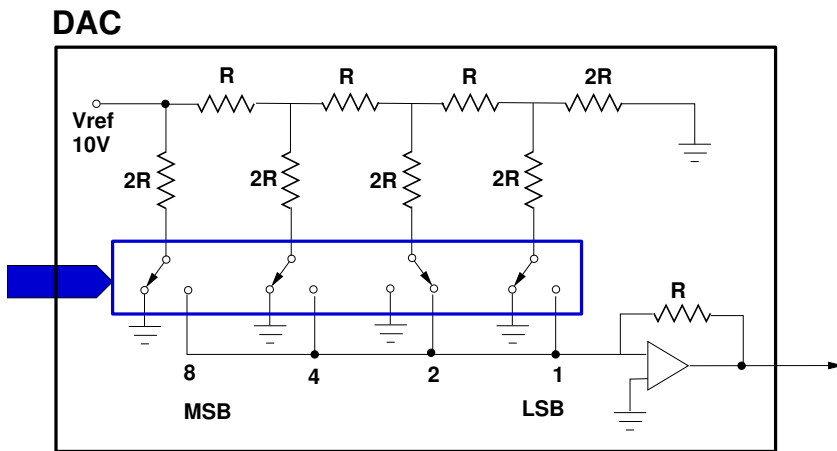 DAC
R R R 2R
Vref
10V
2R 2R 2R 2R
R
8 4 2 1
MSB LSB